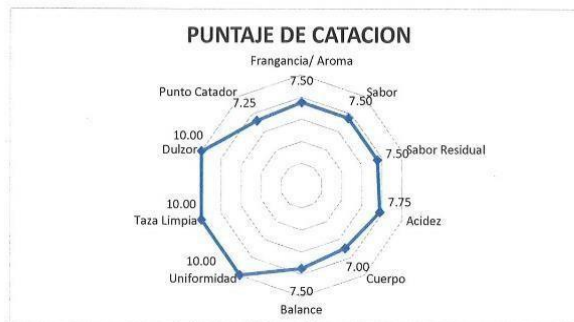 PUNTAJE DE CATACION
Frangancia/ Aroma
7.50
Sabor
7.50
Sabor Residual
7.50
Acidez
7.75
Cuerpo
7.00
Balance
7.50
Uniformidad
10.00
Taza Limpia
10.00
Dulzor
10.00
Punto Catador
7.25